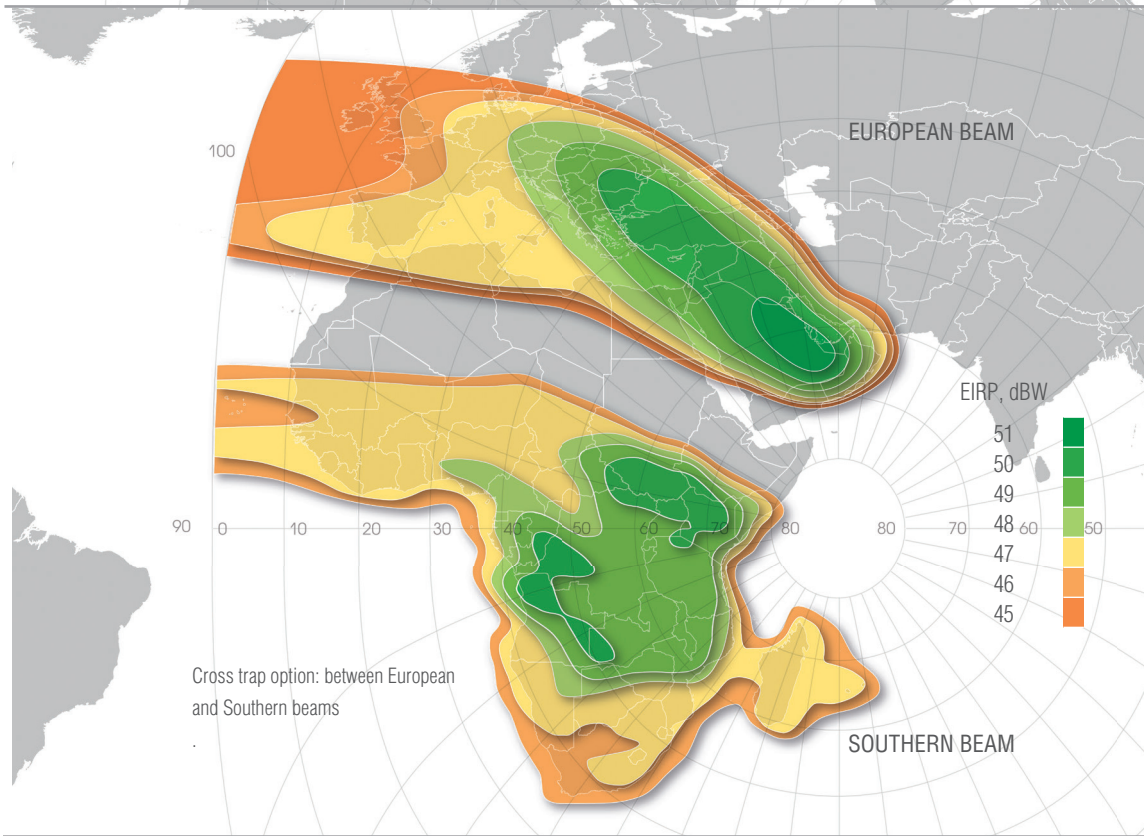 EUROPEAN BEAM
100
EIRP, dBW
51
50
49
48
47
46
45
90 0 10 20 30 40 50 60 70 80 80 70 60 50
Cross trap option: between European
and Southern beams
.
SOUTHERN BEAM